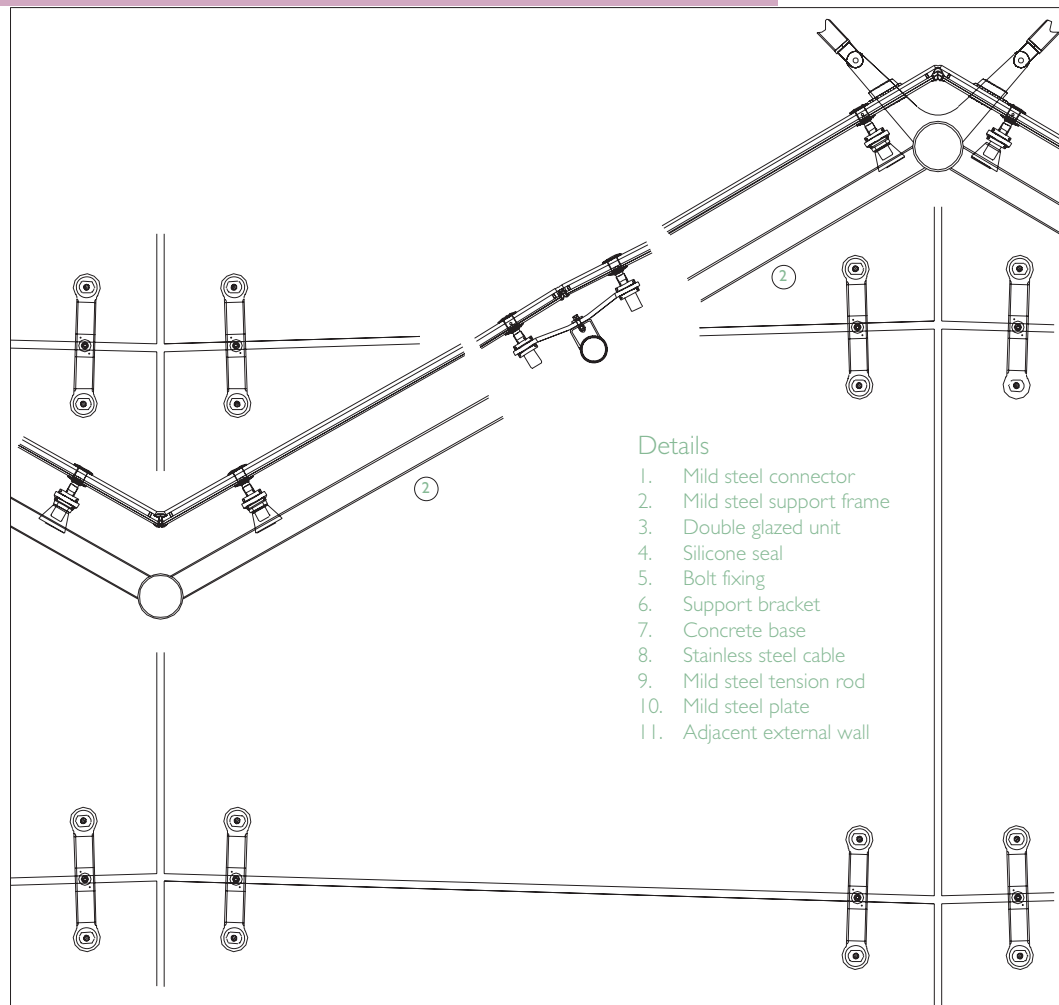 2
2
Details
1. Mild steel connector
2. Mild steel support frame
3. Double glazed unit
4. Silicone seal
5. Bolt fixing
6. Support bracket
7. Concrete base
8. Stainless steel cable
9. Mild steel tension rod
10. Mild steel plate
11. Adjacent external wall